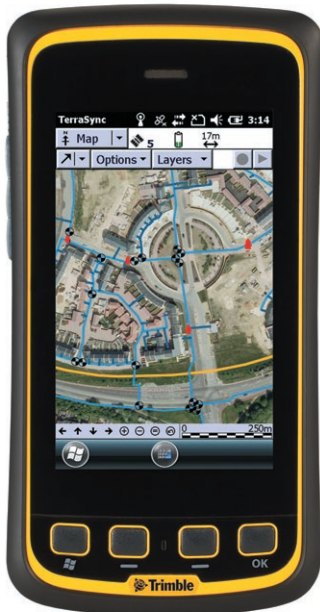 TerraSync 3:14
Map 5 17m
Options Layers
0 250m
OK
Trimble